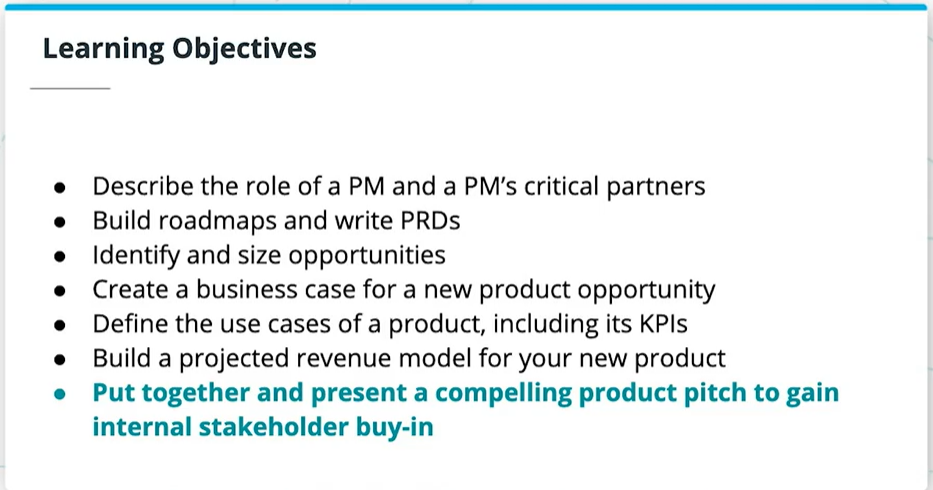 Learning Objectives
● Describe the role of a PM and a PM’s critical partners
● Build roadmaps and write PRDs
● Identify and size opportunities
● Create a business case for a new product opportunity
● Define the use cases of a product, including its KPIs
● Build a projected revenue model for your new product
● Put together and present a compelling product pitch to gain
internal stakeholder buy-in